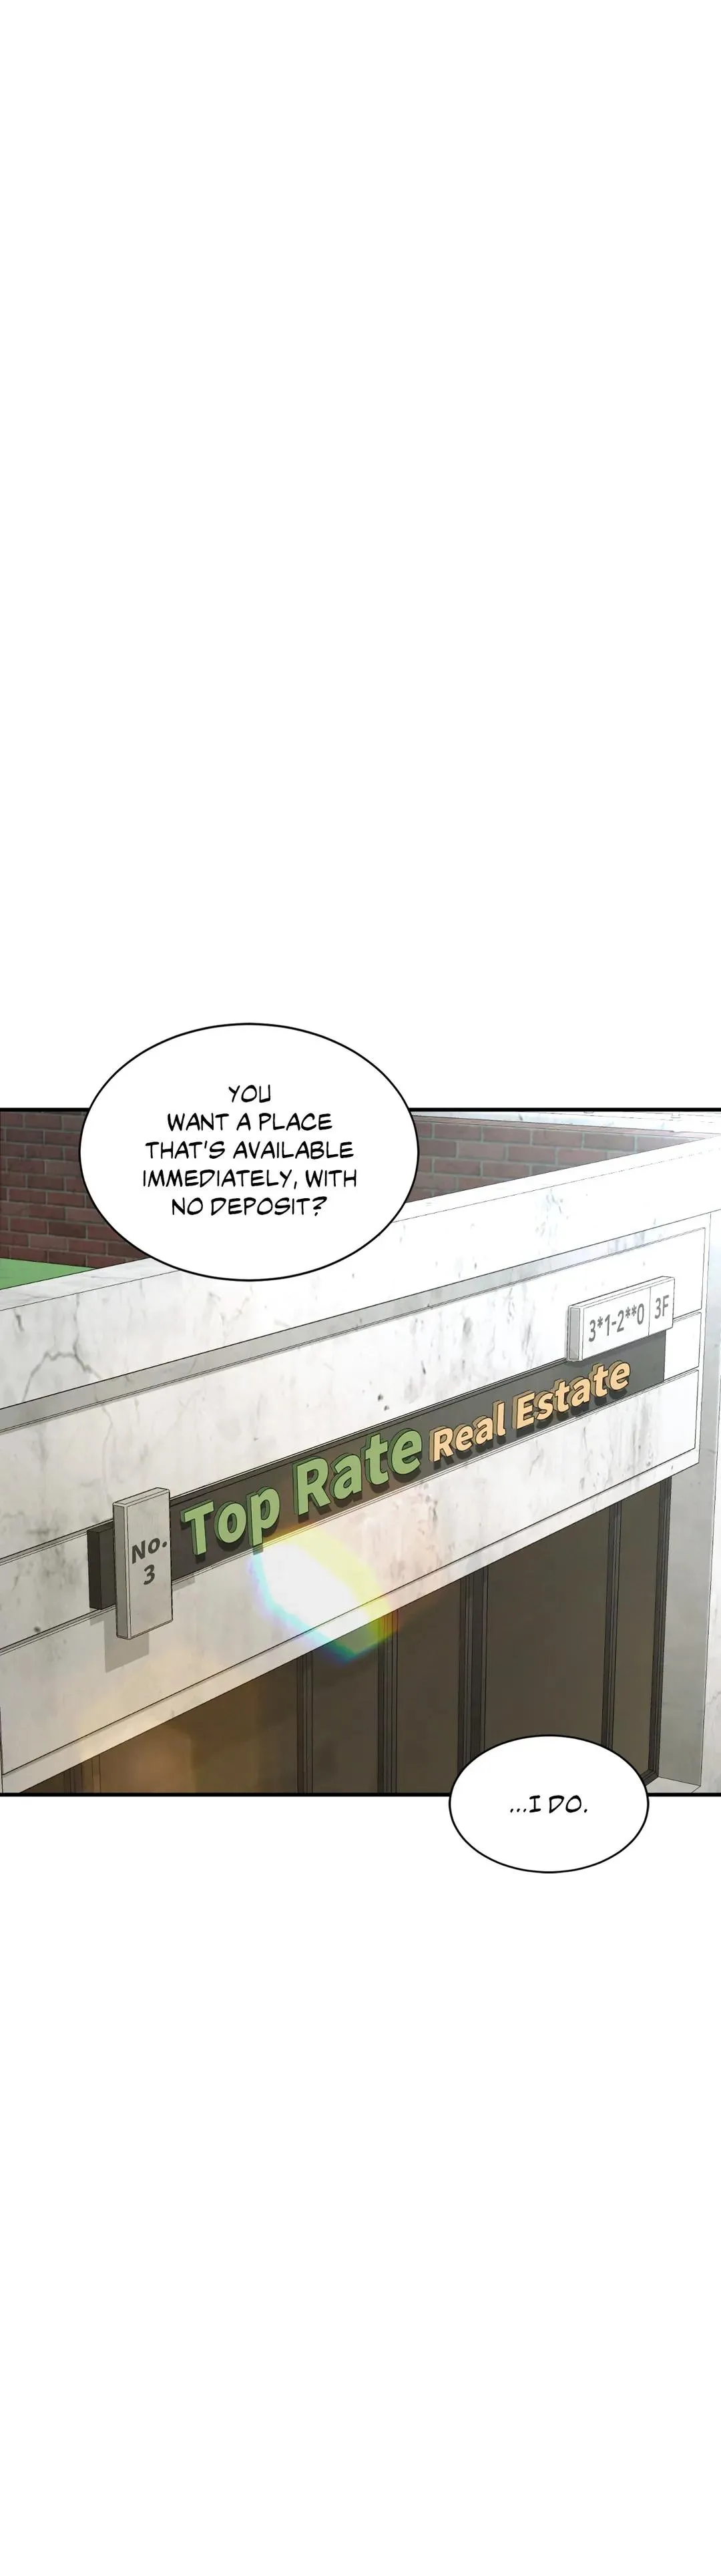 YOU
WANT A PLACE
THAT'S AVAILABLE
IMMEDIATELY, WITH
NO DEPOSIT?
3*1-2**0 3F
No.
3
Top Rate Real Estate
...I DO.